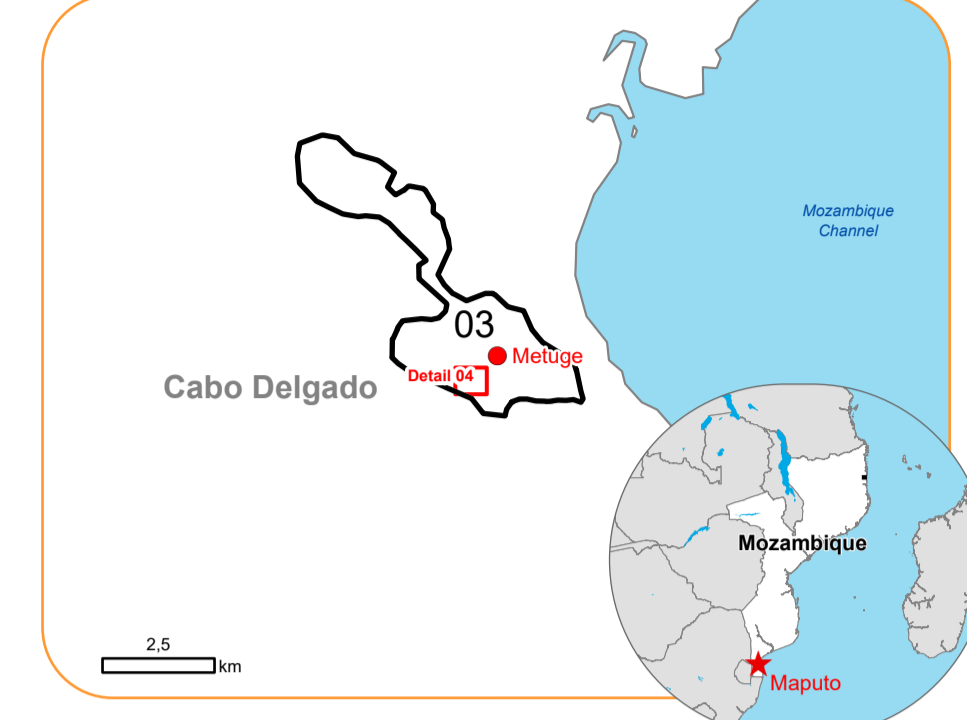 Mozambique
Channel
03
Metuge
Detail 04
Cabo Delgado
Mozambique
2,5
km
Maputo